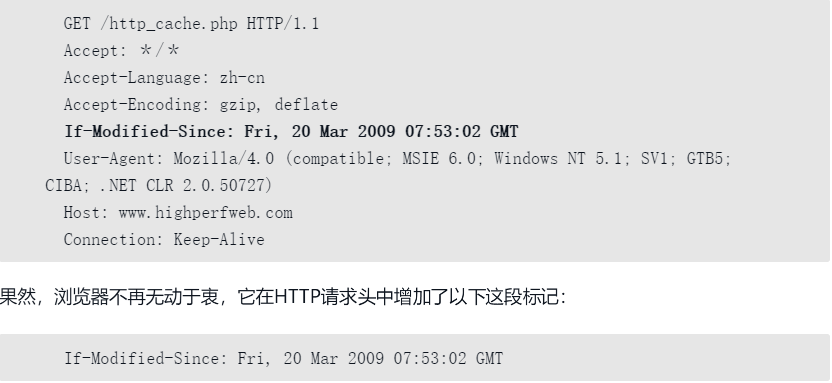 GET /http_cache.php HTTP/1.1
Accept: ＊/＊
Accept-Language: zh-cn
Accept-Encoding: gzip, deflate
If-Modified-Since: Fri, 20 Mar 2009 07:53:02 GMT
User-Agent: Mozilla/4.0 (compatible; MSIE 6.0; Windows NT 5.1; SV1; GTB5;
CIBA; .NET CLR 2.0.50727)
Host: www.highperfweb.com
Connection: Keep-Alive
果然，浏览器不再无动于衷，它在HTTP请求头中增加了以下这段标记：
If-Modified-Since: Fri, 20 Mar 2009 07:53:02 GMT